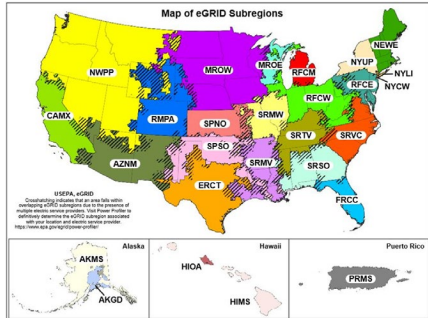 Map of eGRID Subregions
NEWE
NYUP
MROE
NWPP
MROW
RFCM
NYLI
RFCE
NYCW
RFCW
CAMX
RMPA
SRMW
SPNO
SRVC
SRTV
AZNM
SPSO
SRMV
SRSO
ERCT
FRCC
USEPA, eGRID
Crosshatching indicates that an area falls within
overlapping eGRID subregions due to the presence of
multiple electric service providers. Visit Power Profiler to
definitively determine the eGRID subregion associated
with your location and electric service provider.
https://www.epa.gov/egrid/power-profiler/
Alaska
AKMS
AKGD
Hawaii
HIOA
HIMS
Puerto Rico
PRMS